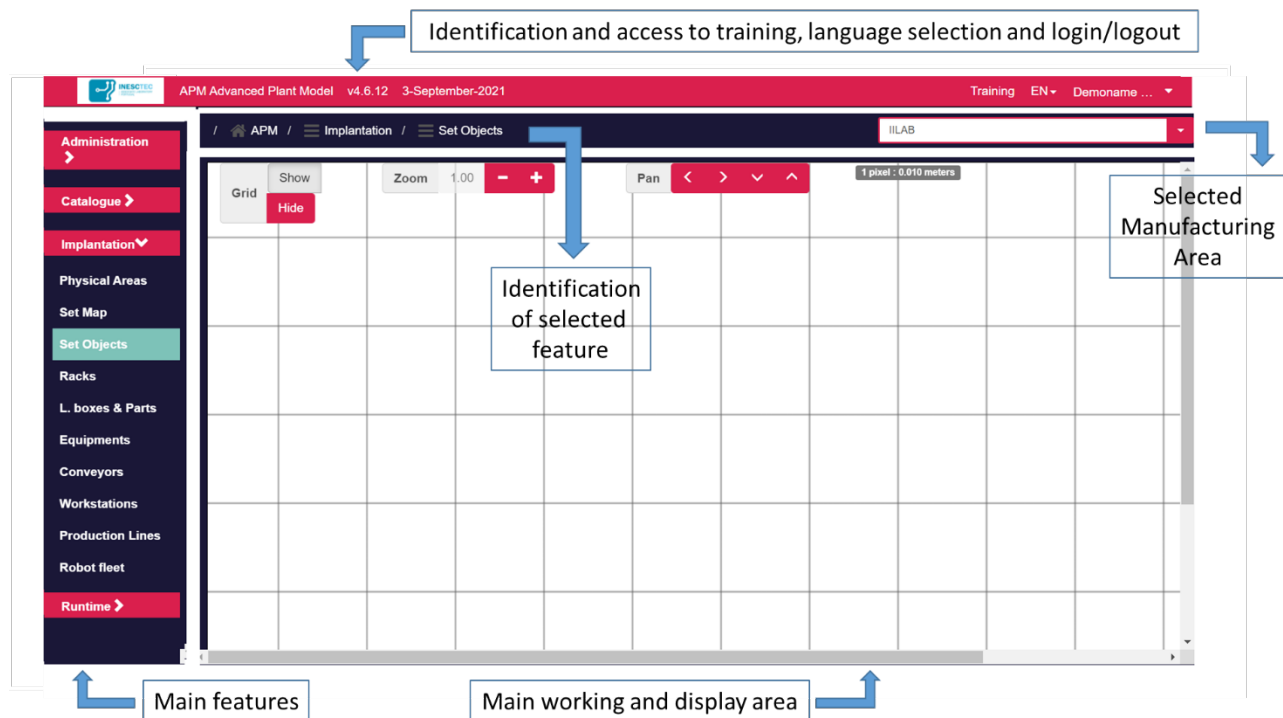 Identification and access to training, language selection and login/logout
INESCTEC
APM Advanced Plant Model v4.6.12 3-September-2021 Training EN Demoname ...
Administration
/ APM / Implantation / Set Objects IILAB
Catalogue
Implantation
Physical Areas
Set Map
Set Objects
Racks
L. boxes & Parts
Equipments
Conveyors
Workstations
Production Lines
Robot fleet
Runtime
Grid Show Hide
Zoom 1.00 - +
Pan < >
1 pixel : 0.010 meters
Selected
Manufacturing
Area
Identification
of selected
feature
Main features
Main working and display area